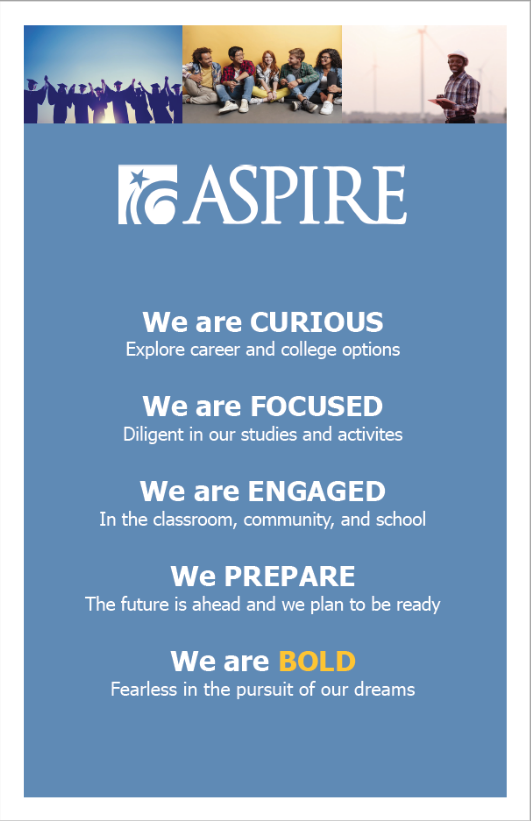 ASPIRE
We are CURIOUS
Explore career and college options
We are FOCUSED
Diligent in our studies and activites
We are ENGAGED
In the classroom, community, and school
We PREPARE
The future is ahead and we plan to be ready
We are BOLD
Fearless in the pursuit of our dreams